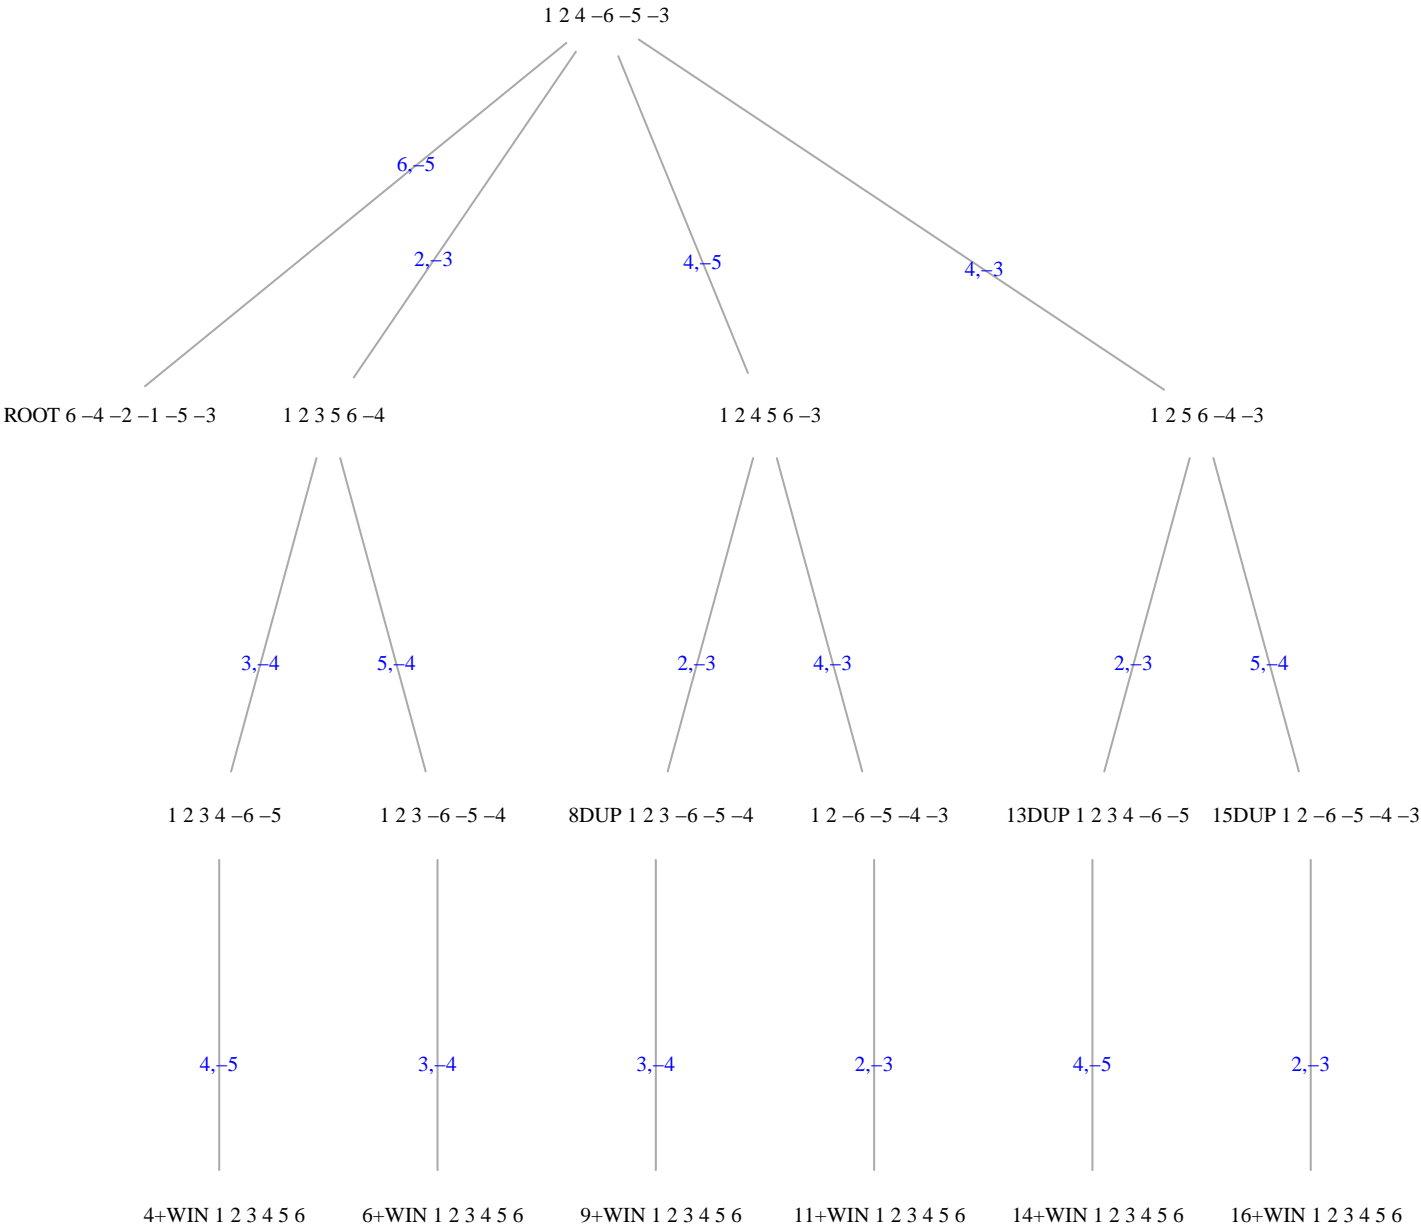 1 2 4 –6 –5 –3
6,–5
2,–3
4,–5
4,–3
ROOT 6 –4 –2 –1 –5 –3
1 2 3 5 6 –4
1 2 4 5 6 –3
1 2 5 6 –4 –3
3,–4
5,–4
2,–3
4,–3
2,–3
5,–4
1 2 3 4 –6 –5
1 2 3 –6 –5 –4
8DUP 1 2 3 –6 –5 –4
1 2 –6 –5 –4 –3
13DUP 1 2 3 4 –6 –5
15DUP 1 2 –6 –5 –4 –3
4,–5
3,–4
3,–4
2,–3
4,–5
2,–3
4+WIN 1 2 3 4 5 6
6+WIN 1 2 3 4 5 6
9+WIN 1 2 3 4 5 6
11+WIN 1 2 3 4 5 6
14+WIN 1 2 3 4 5 6
16+WIN 1 2 3 4 5 6